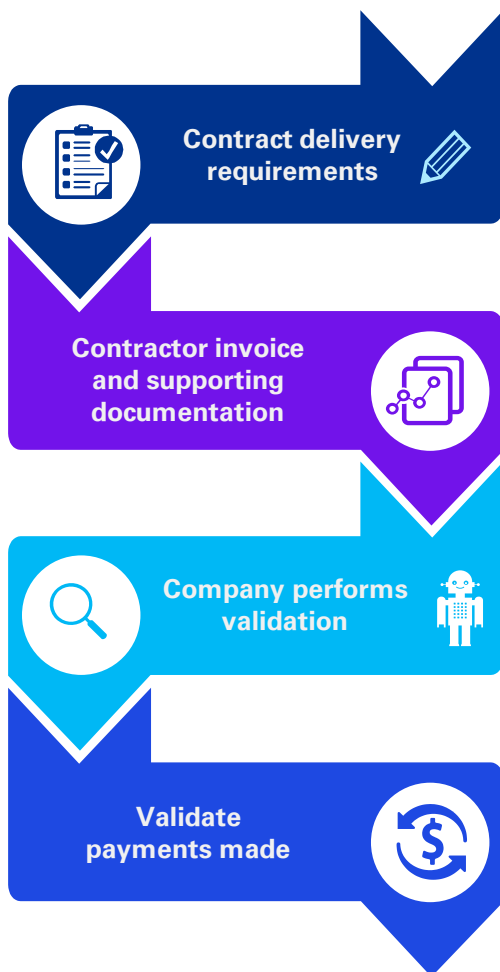 Contract delivery
requirements
Contractor invoice
and supporting
documentation
Company performs
validation
Validate
payments made
$